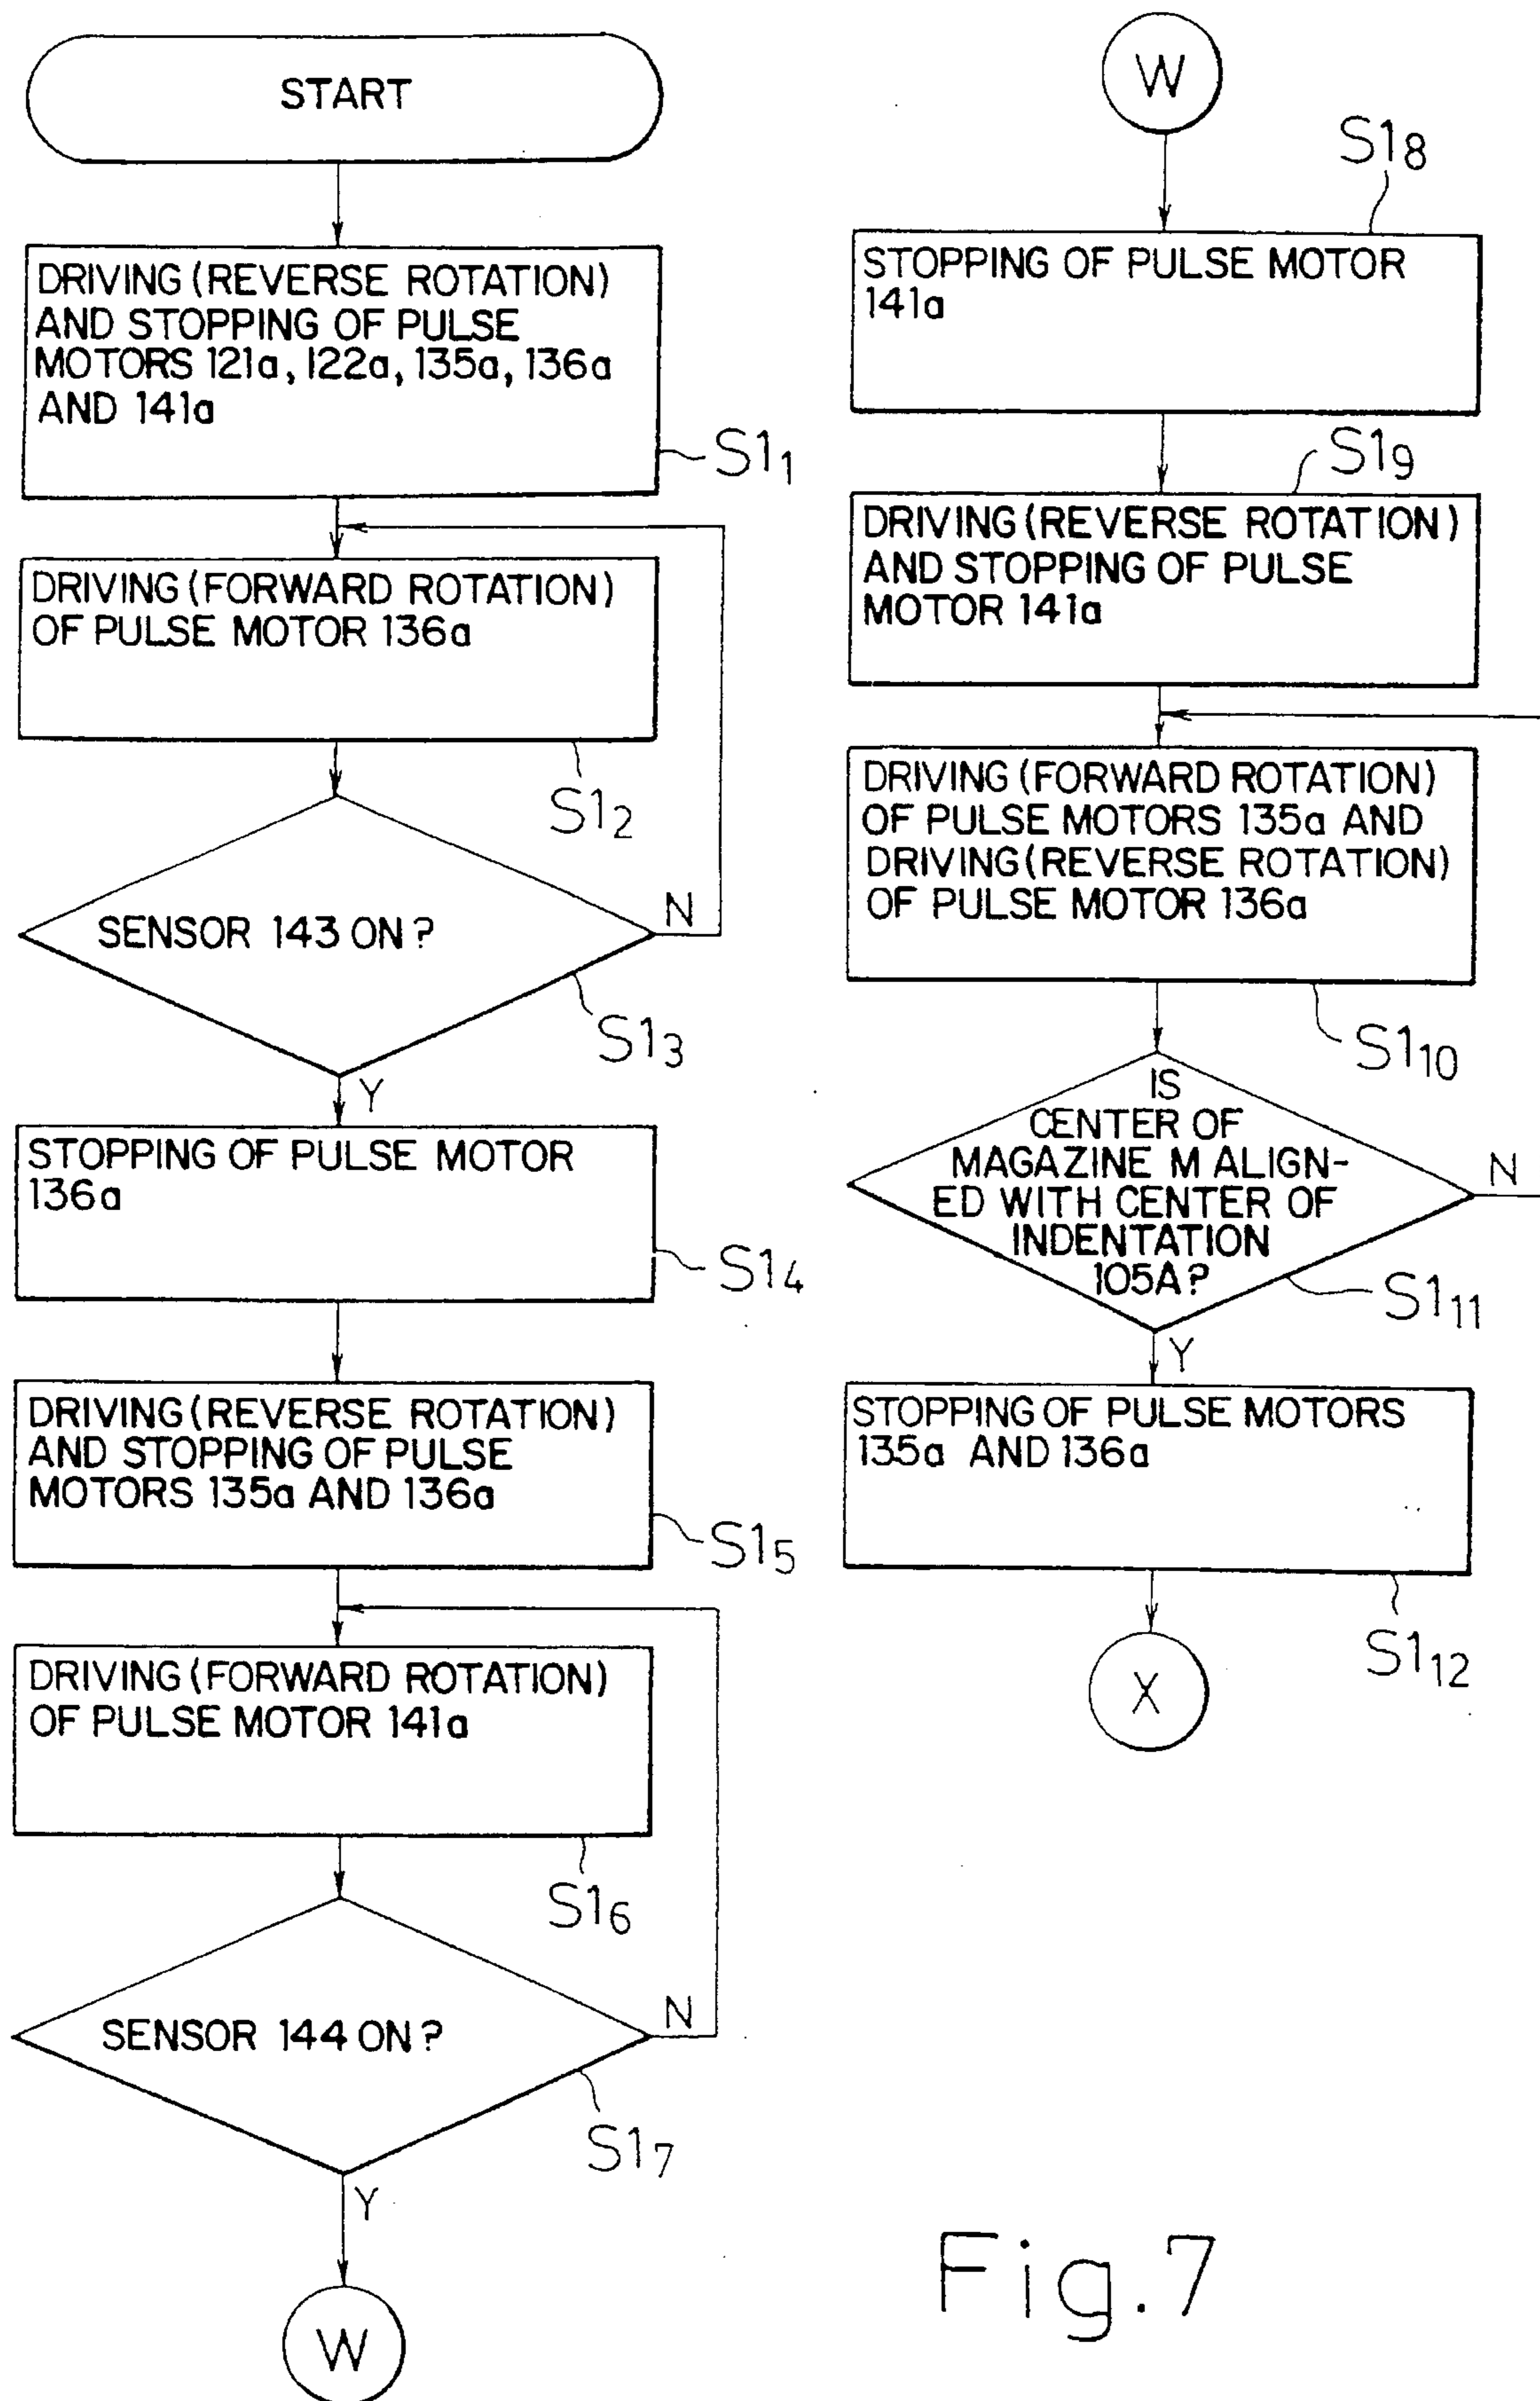 START
DRIVING (REVERSE ROTATION)
AND STOPPING OF PULSE
MOTORS 121a, 122a, 135a, 136a
AND 141a
S1₁
DRIVING (FORWARD ROTATION)
OF PULSE MOTOR 136a
S1₂
SENSOR 143 ON?
N
S1₃
Y
STOPPING OF PULSE MOTOR
136a
S1₄
DRIVING (REVERSE ROTATION)
AND STOPPING OF PULSE
MOTORS 135a AND 136a
S1₅
DRIVING (FORWARD ROTATION)
OF PULSE MOTOR 141a
S1₆
SENSOR 144 ON?
N
S1₇
Y
W
W
S1₈
STOPPING OF PULSE MOTOR
141a
S1₉
DRIVING (REVERSE ROTATION)
AND STOPPING OF PULSE
MOTOR 141a
DRIVING (FORWARD ROTATION)
OF PULSE MOTORS 135a AND
DRIVING (REVERSE ROTATION)
OF PULSE MOTOR 136a
S1₁₀
IS
CENTER OF
MAGAZINE M ALIGN-
ED WITH CENTER OF
INDENTATION
105A?
N
S1₁₁
Y
STOPPING OF PULSE MOTORS
135a AND 136a
S1₁₂
X
Fig.7